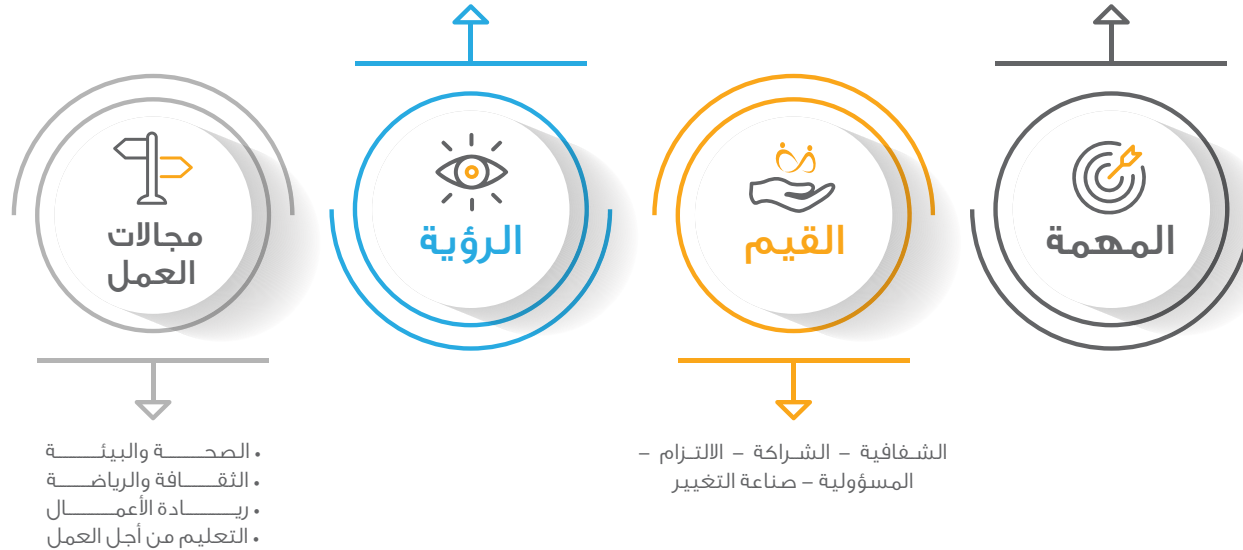 المهمة
القيم
الشفافية – الشراكة – الالتزام –
المسؤولية – صناعة التغيير
الرؤية
مجالات
العمل
• الصحة والبيئة
• الثقافة والرياضة
• ريادة الأعمال
• التعليم من أجل العمل